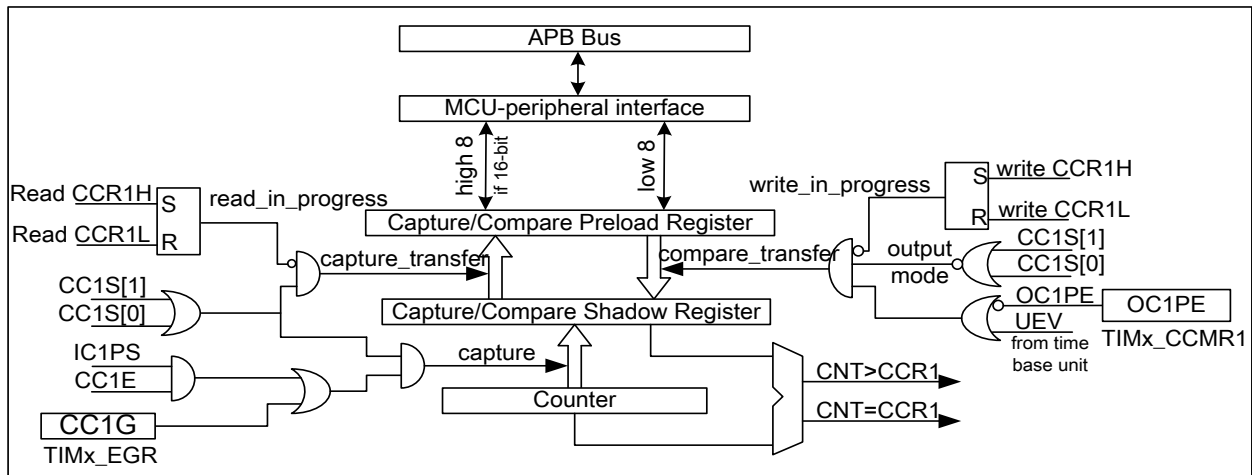 APB Bus
MCU-peripheral interface
high 8
if 16-bit
low 8
Read CCR1H
S
read_in_progress
Read CCR1L
R
write_in_progress
S
write CCR1H
R
write CCR1L
Capture/Compare Preload Register
CC1S[1]
output
CC1S[0]
mode
capture_transfer
compare_transfer
CC1S[1]
CC1S[0]
Capture/Compare Shadow Register
OC1PE
OC1PE
UEV
TIMx_CCMR1
from time
base unit
IC1PS
CC1E
capture
CNT>CCR1
Counter
CNT=CCR1
CC1G
TIMx_EGR